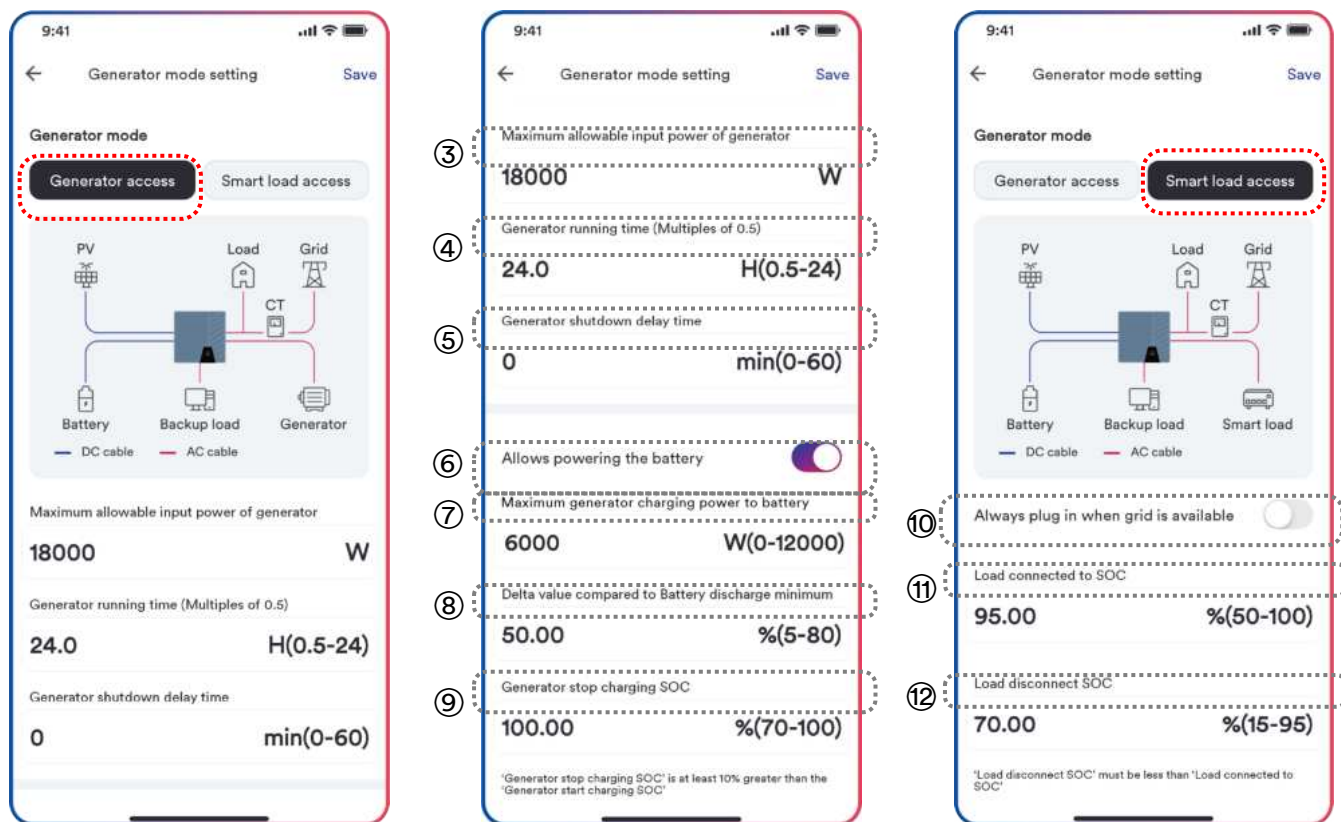 9:41
Generator mode setting Save
Generator mode
Generator access Smart load access
PV Load Grid
CT
Battery Backup load Generator
DC cable AC cable
Maximum allowable input power of generator
18000 W
Generator running time (Multiples of 0.5)
24.0 H(0.5-24)
Generator shutdown delay time
0 min(0-60)
9:41
Generator mode setting Save
③ Maximum allowable input power of generator
18000 W
④ Generator running time (Multiples of 0.5)
24.0 H(0.5-24)
⑤ Generator shutdown delay time
0 min(0-60)
⑥ Allows powering the battery
⑦ Maximum generator charging power to battery
6000 W(0-12000)
⑧ Delta value compared to Battery discharge minimum
50.00 %(5-80)
⑨ Generator stop charging SOC
100.00 %(70-100)
'Generator stop charging SOC' is at least 10% greater than the
'Generator start charging SOC'
9:41
Generator mode setting Save
Generator mode
Generator access Smart load access
PV Load Grid
CT
Battery Backup load Smart load
DC cable AC cable
⑩ Always plug in when grid is available
⑪ Load connected to SOC
95.00 %(50-100)
⑫ Load disconnect SOC
70.00 %(15-95)
'Load disconnect SOC' must be less than 'Load connected to
SOC'